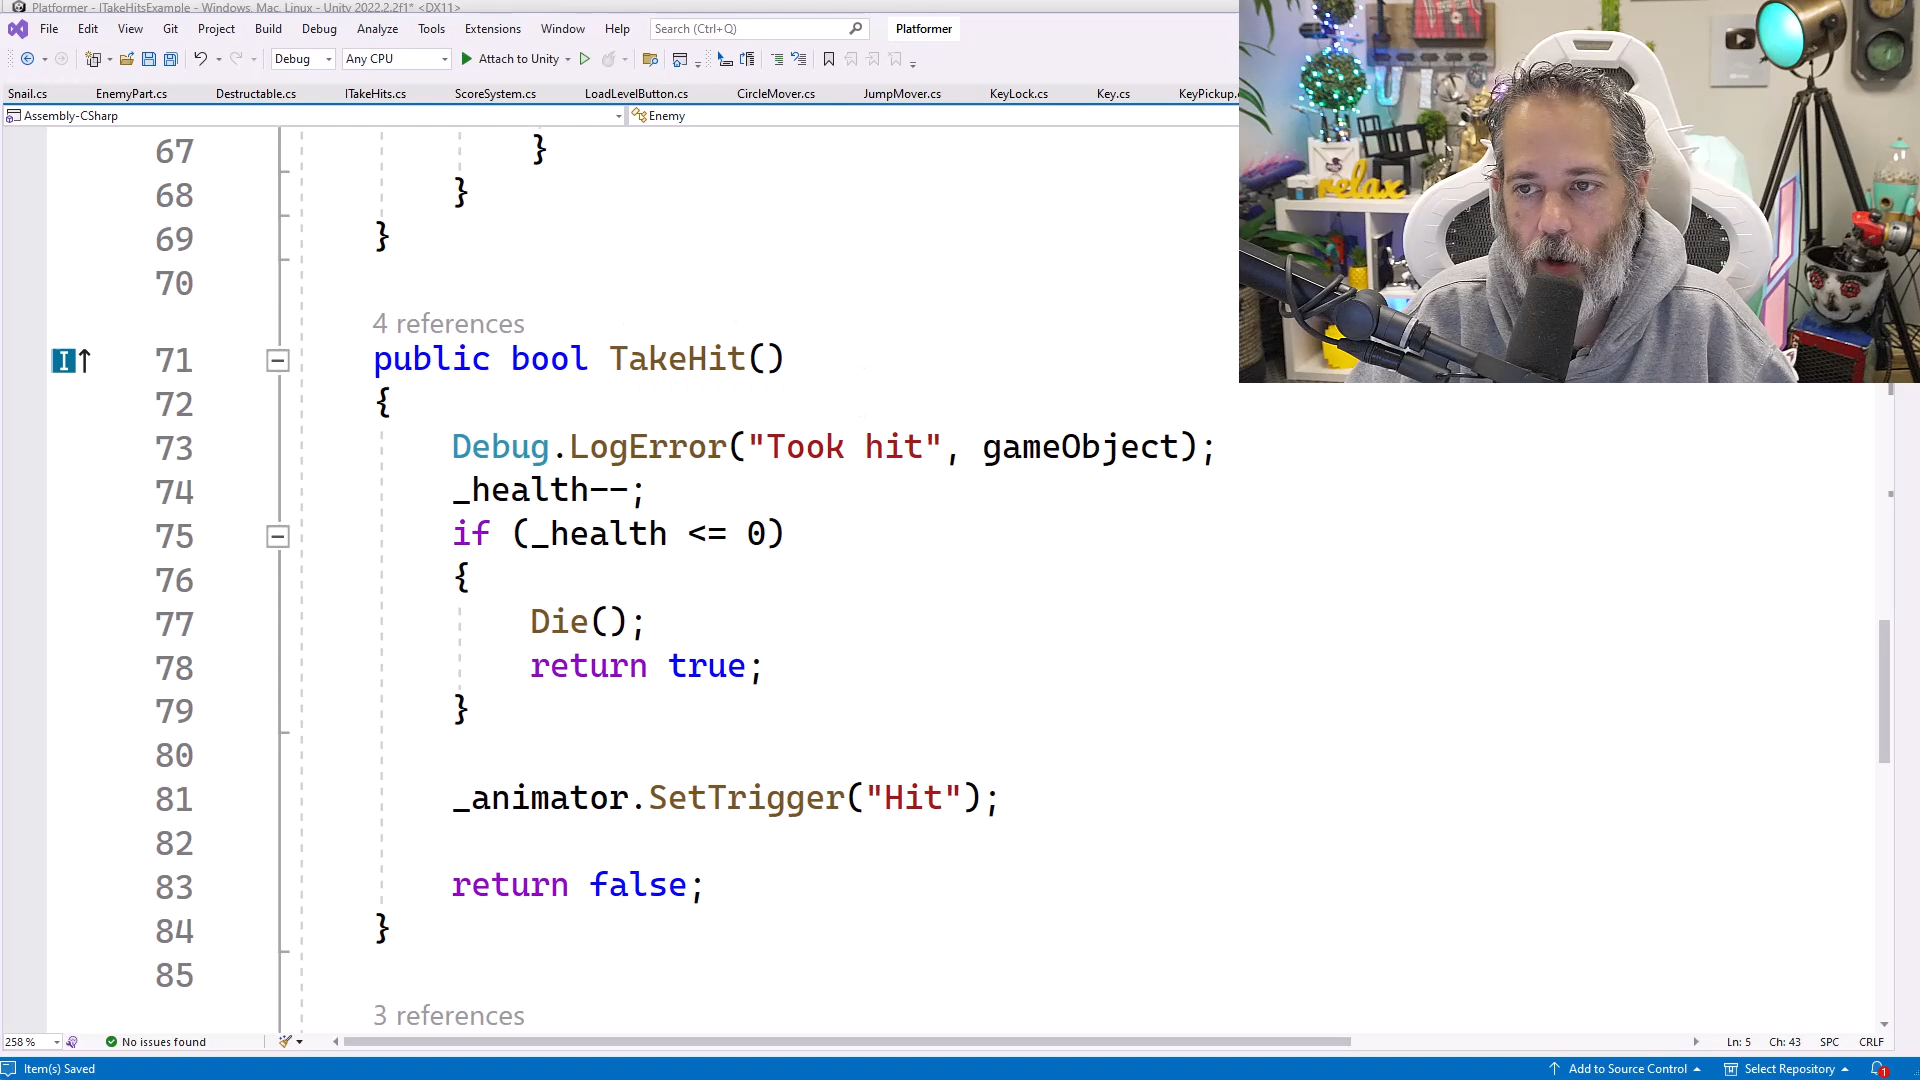 Platformer - ITakeHitsExample - Windows, Mac, Linux - Unity 2022.2.2f1* <DX11>
File Edit View Git Project Build Debug Test Analyze Tools Extensions Window Help Search (Ctrl+Q) Platformer
Debug Any CPU Attach to Unity
Snail.cs EnemyPart.cs Destructable.cs ITakeHits.cs ScoreSystem.cs LoadLevelButton.cs CircleMover.cs JumpMover.cs KeyLock.cs Key.cs KeyPickup.
Assembly-CSharp Enemy
relax
67 }
68 }
69 }
70
4 references
71 public bool TakeHit()
72 {
73 Debug.LogError("Took hit", gameObject);
74 _health--;
75 if (_health <= 0)
76 {
77 Die();
78 return true;
79 }
80
81 _animator.SetTrigger("Hit");
82
83 return false;
84 }
85
3 references
258 % No issues found Ln: 5 Ch: 43 SPC CRLF
Item(s) Saved Add to Source Control Select Repository 1